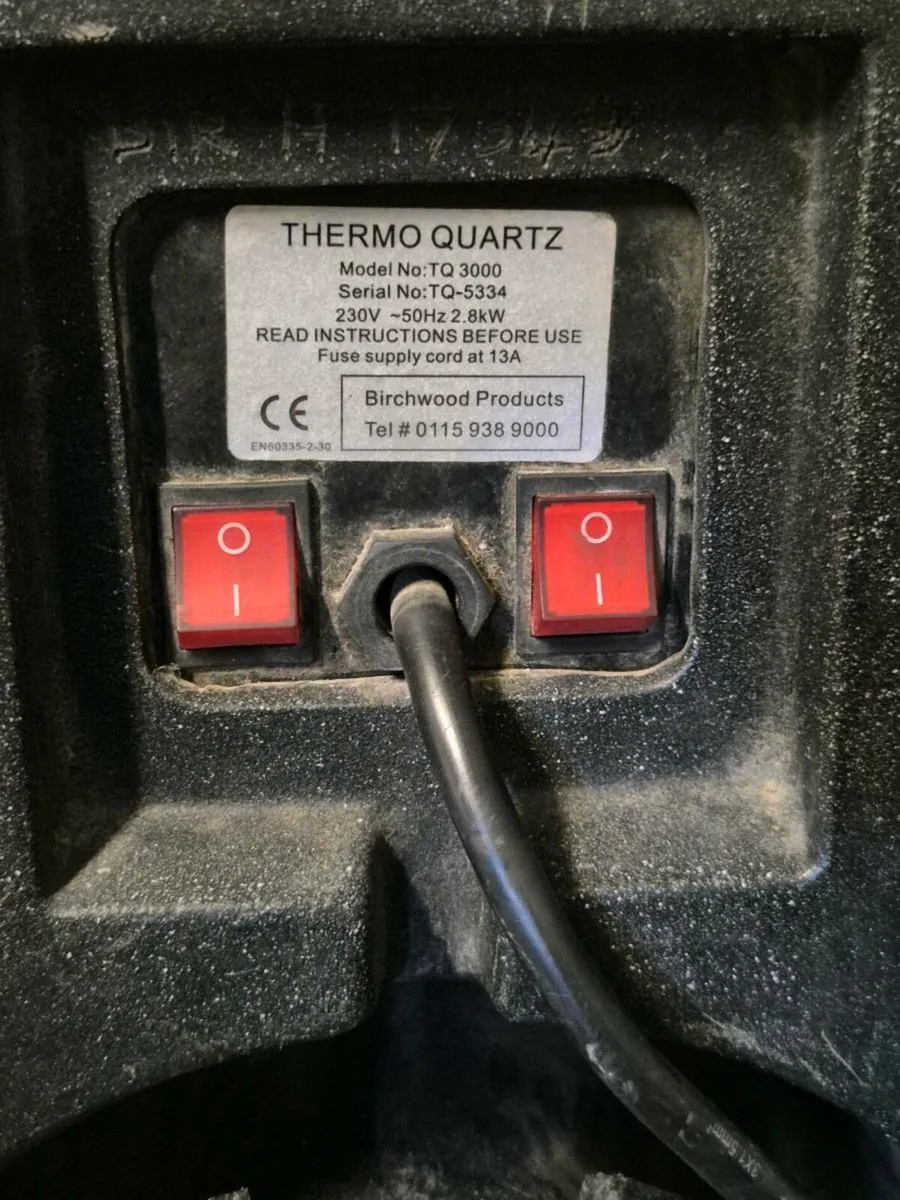 THERMO QUARTZ
Model No:TQ 3000
Serial No:TQ-5334
230V ~50Hz 2.8kW
READ INSTRUCTIONS BEFORE USE
Fuse supply cord at 13A
CE
EN60335-2-30
Birchwood Products
Tel # 0115 938 9000
O O
I I